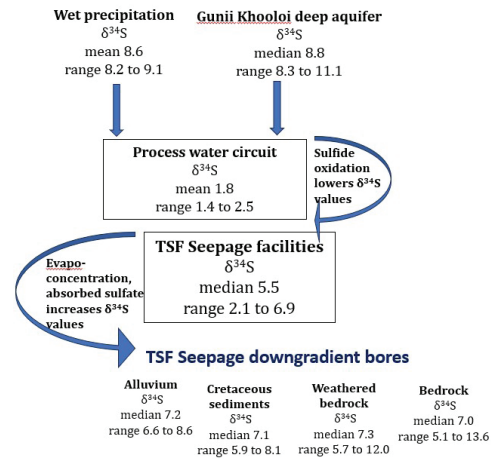 Wet precipitation
δ³⁴S
mean 8.6
range 8.2 to 9.1
Gunii Khooloi deep aquifer
δ³⁴S
median 8.8
range 8.3 to 11.1
Process water circuit
δ³⁴S
mean 1.8
range 1.4 to 2.5
Sulfide
oxidation
lowers δ³⁴S
values
TSF Seepage facilities
δ³⁴S
median 5.5
range 2.1 to 6.9
Evapo-
concentration,
absorbed sulfate
increases δ³⁴S
values
TSF Seepage downgradient bores
Alluvium
δ³⁴S
median 7.2
range 6.6 to 8.6
Cretaceous
sediments
δ³⁴S
median 7.1
range 5.9 to 8.1
Weathered
bedrock
δ³⁴S
median 7.3
range 5.7 to 12.0
Bedrock
δ³⁴S
median 7.0
range 5.1 to 13.6